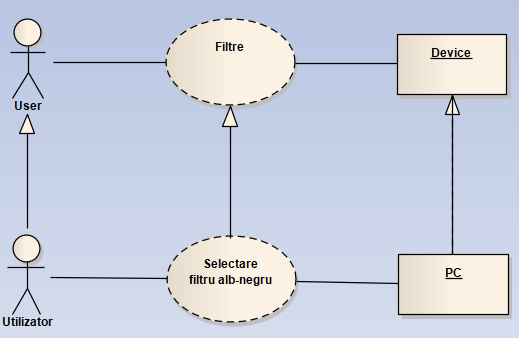 Filtre
Device
User
Selectare
filtru alb-negru
PC
Utilizator